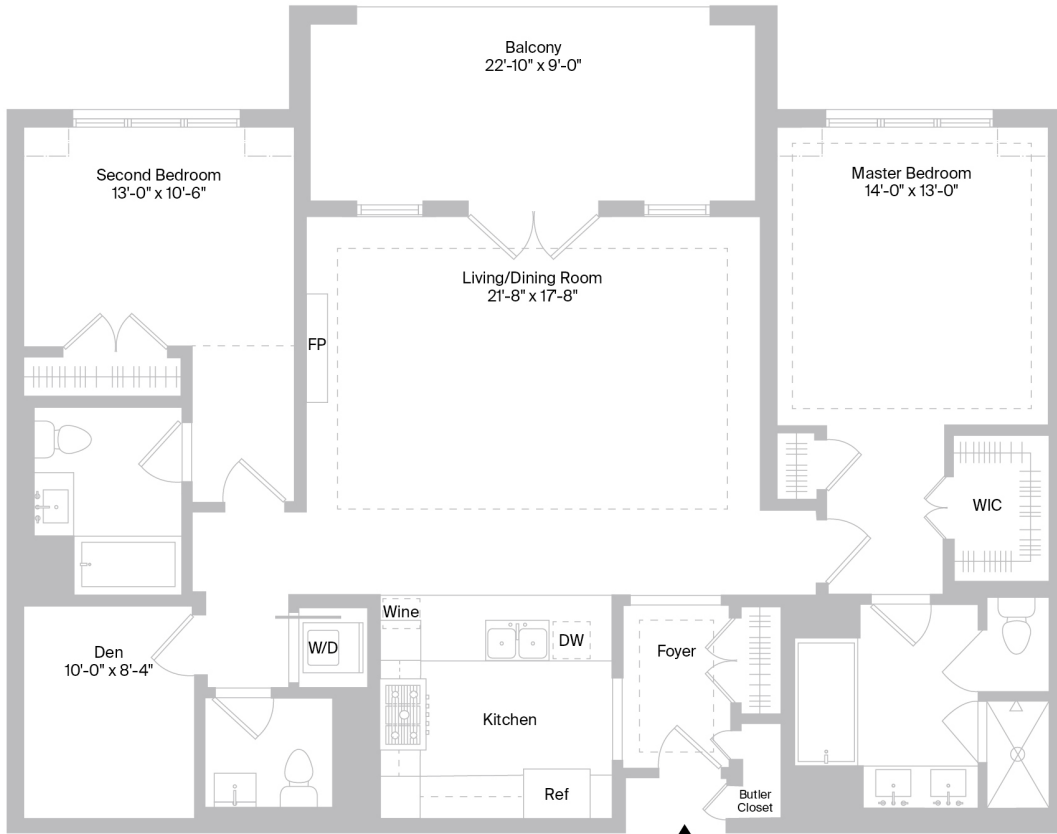 Balcony
22'-10" x 9'-0"
Second Bedroom
13'-0" x 10'-6"
Master Bedroom
14'-0" x 13'-0"
Living/Dining Room
21'-8" x 17'-8"
FP
WIC
Wine
DW
W/D
Foyer
Den
10'-0" x 8'-4"
Kitchen
Ref
Butler
Closet